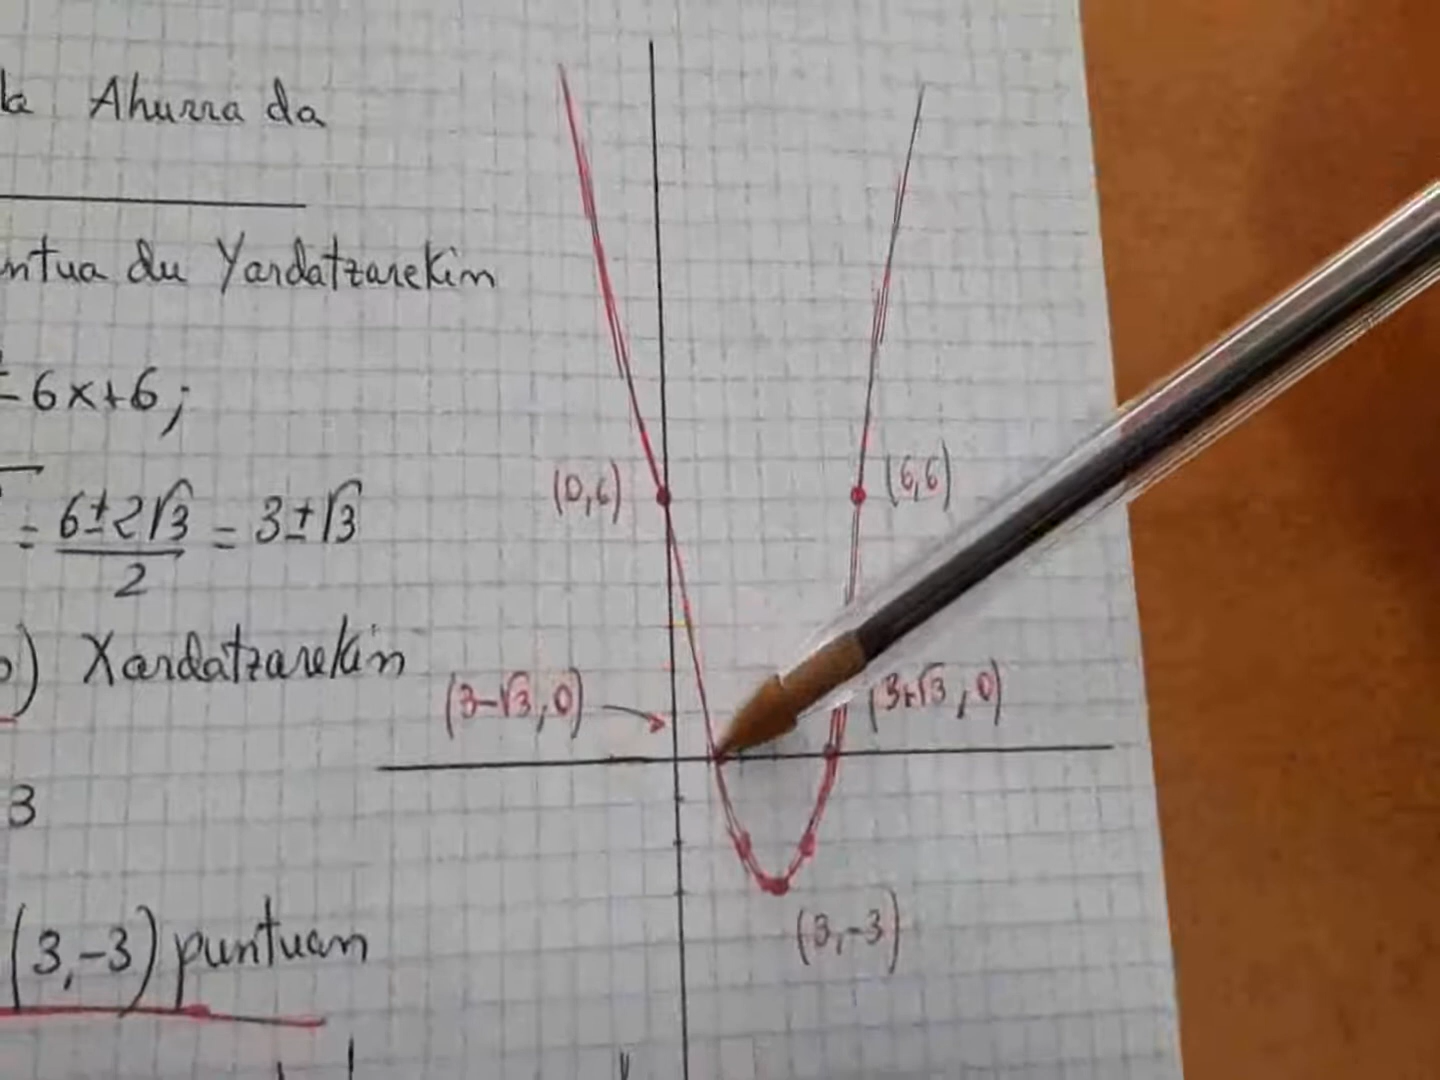 Ahurra da
du Yardatzarekin
-6x+6;
= 6±2√3 / 2 = 3±√3
Xardatzarekin
3
(3,-3) puntuan
(0,6)
(6,6)
(3-√3, 0)
(3+√3, 0)
(3,-3)